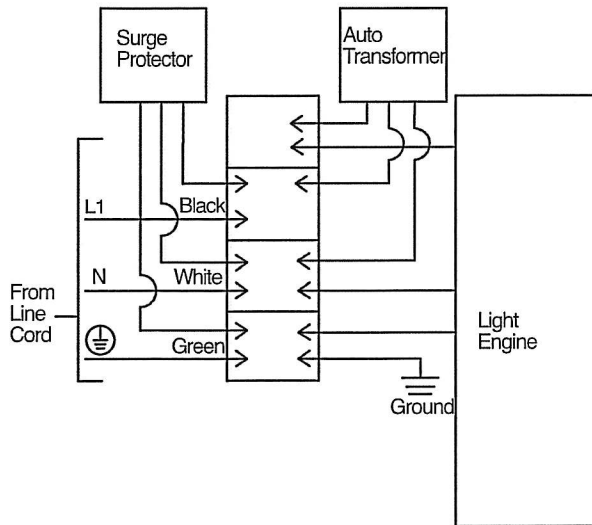 Surge
Protector
Auto
Transformer
L1
Black
N
White
From
Line
Cord
Green
Light
Engine
Ground